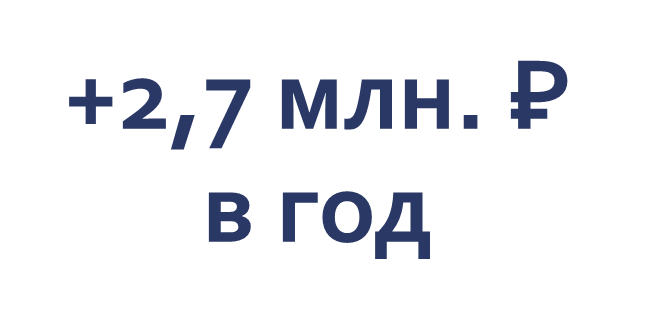 +2,7 млн. ₽
в год